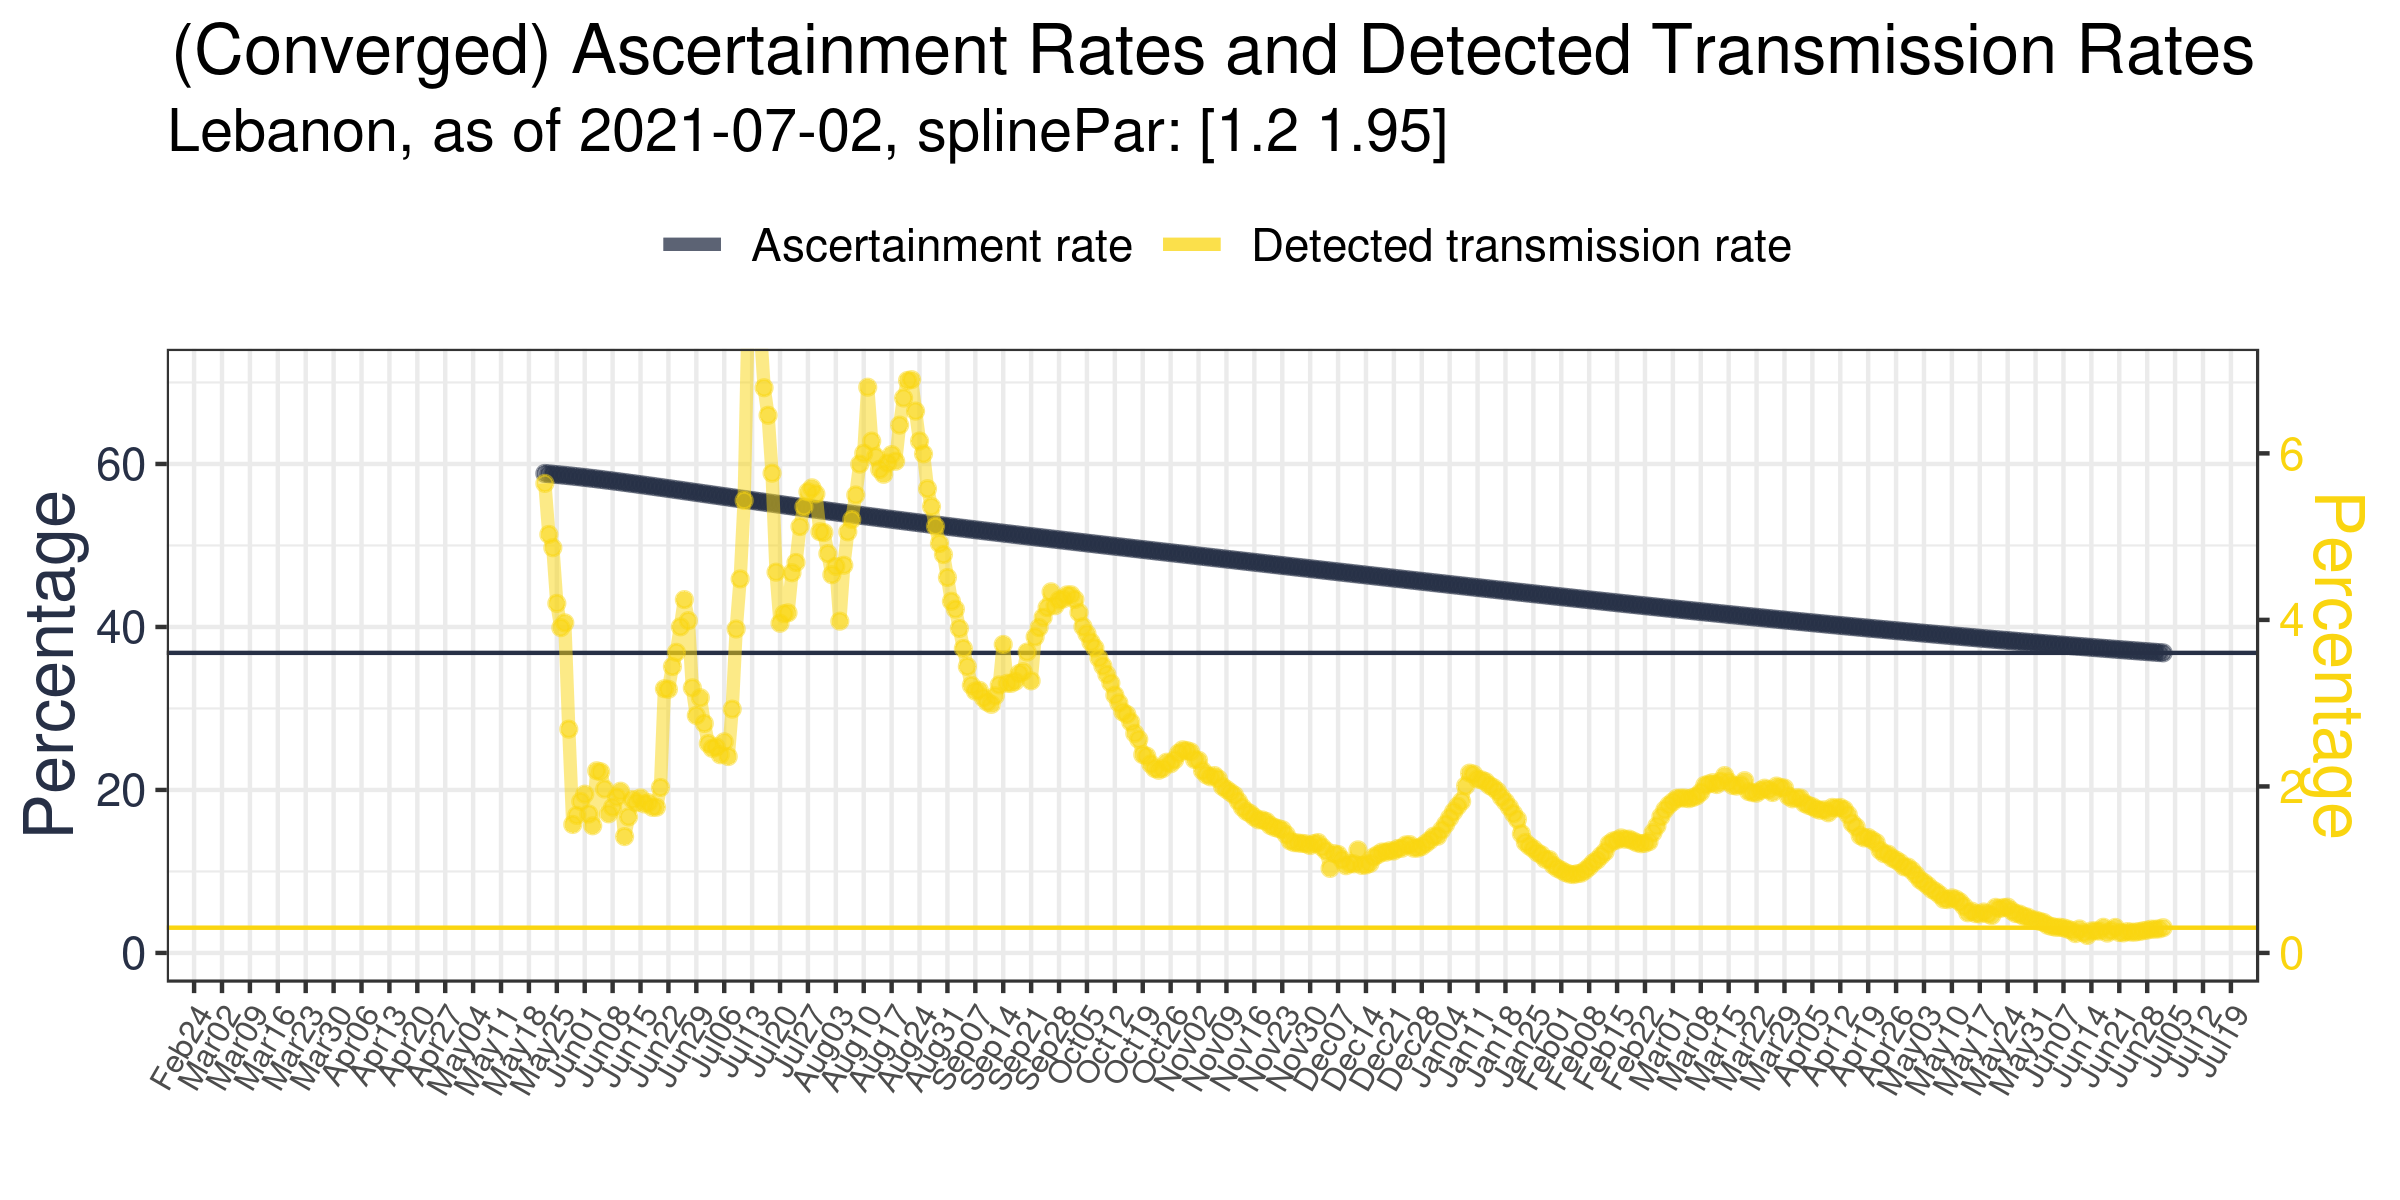 (Converged) Ascertainment Rates and Detected Transmission Rates
Lebanon, as of 2021-07-02, splinePar: [1.2 1.95]
Ascertainment rate
Detected transmission rate
Percentage
60
40
20
0
6
4
2
0
Percentage
Feb24
Mar02
Mar09
Mar16
Mar23
Mar30
Apr06
Apr13
Apr20
Apr27
May04
May11
May18
May25
Jun01
Jun08
Jun15
Jun22
Jun29
Jul06
Jul13
Jul20
Jul27
Aug03
Aug10
Aug17
Aug24
Aug31
Sep07
Sep14
Sep21
Sep28
Oct05
Oct12
Oct19
Oct26
Nov02
Nov09
Nov16
Nov23
Nov30
Dec07
Dec14
Dec21
Dec28
Jan04
Jan11
Jan18
Jan25
Feb01
Feb08
Feb15
Feb22
Mar01
Mar08
Mar15
Mar22
Mar29
Apr05
Apr12
Apr19
Apr26
May03
May10
May17
May24
May31
Jun07
Jun14
Jun21
Jun28
Jul05
Jul12
Jul19